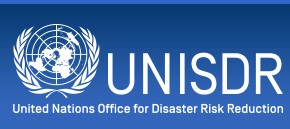 UNISDR
United Nations Office for Disaster Risk Reduction